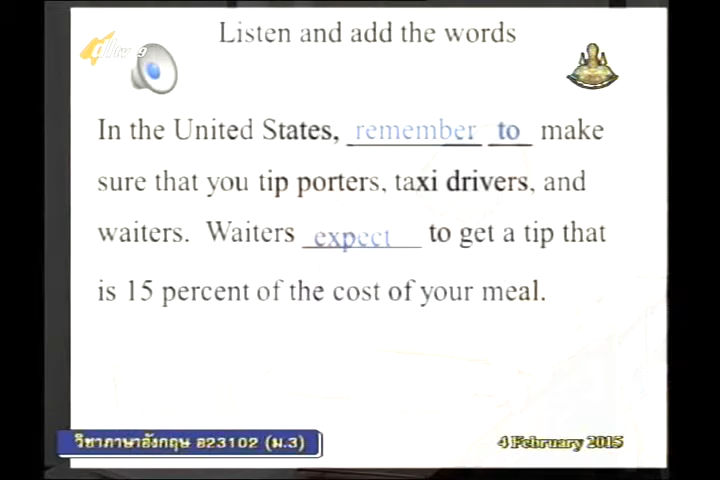 Listen and add the words
In the United States, remember to make
sure that you tip porters, taxi drivers, and
waiters. Waiters expect to get a tip that
is 15 percent of the cost of your meal.
วิชาภาษาอังกฤษ อ23102 (ม.3)
4 February 2015